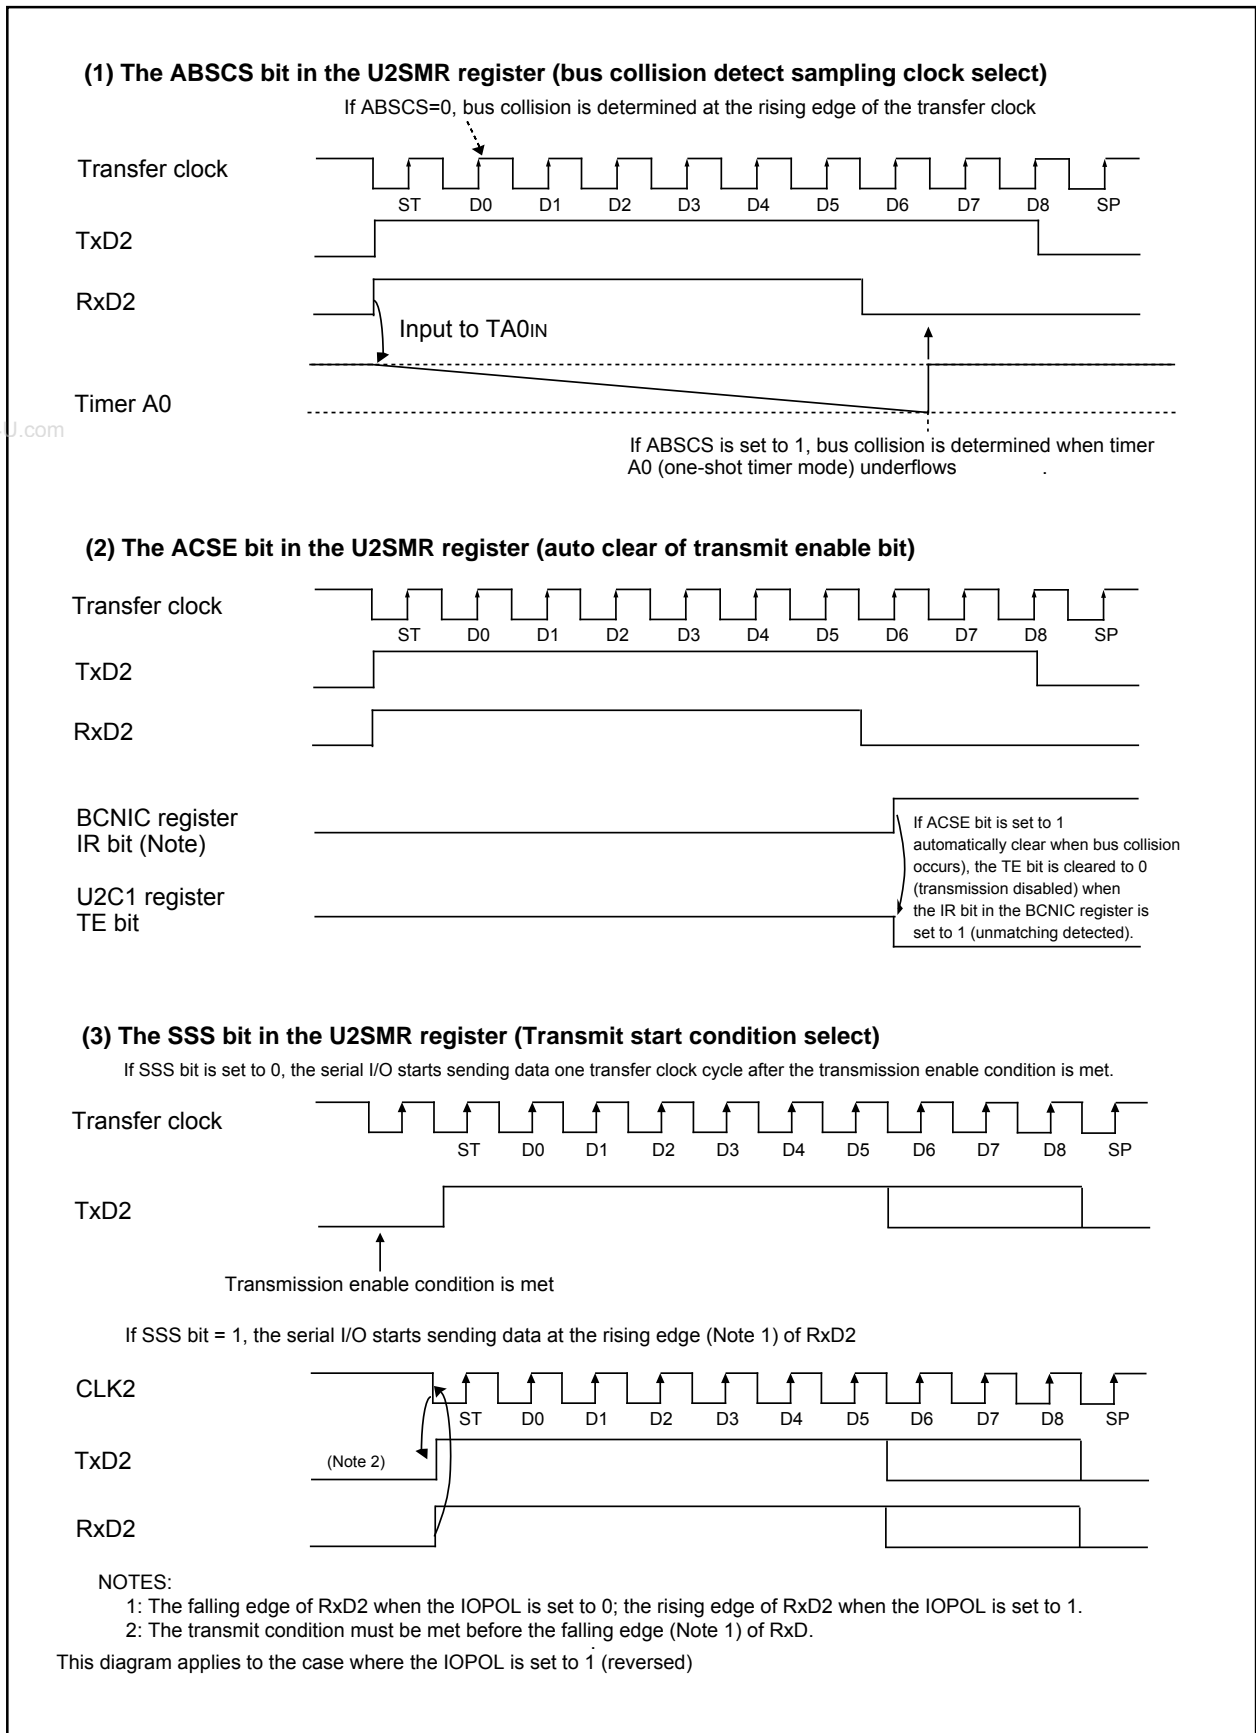 (1) The ABSCS bit in the U2SMR register (bus collision detect sampling clock select)
If ABSCS=0, bus collision is determined at the rising edge of the transfer clock
Transfer clock
ST D0 D1 D2 D3 D4 D5 D6 D7 D8 SP
TxD2
RxD2
Input to TA0IN
Timer A0
U.com
If ABSCS is set to 1, bus collision is determined when timer
A0 (one-shot timer mode) underflows .
(2) The ACSE bit in the U2SMR register (auto clear of transmit enable bit)
Transfer clock
ST D0 D1 D2 D3 D4 D5 D6 D7 D8 SP
TxD2
RxD2
BCNIC register
IR bit (Note)
U2C1 register
TE bit
If ACSE bit is set to 1
automatically clear when bus collision
occurs), the TE bit is cleared to 0
(transmission disabled) when
the IR bit in the BCNIC register is
set to 1 (unmatching detected).
(3) The SSS bit in the U2SMR register (Transmit start condition select)
If SSS bit is set to 0, the serial I/O starts sending data one transfer clock cycle after the transmission enable condition is met.
Transfer clock
ST D0 D1 D2 D3 D4 D5 D6 D7 D8 SP
TxD2
Transmission enable condition is met
If SSS bit = 1, the serial I/O starts sending data at the rising edge (Note 1) of RxD2
CLK2
ST D0 D1 D2 D3 D4 D5 D6 D7 D8 SP
TxD2
(Note 2)
RxD2
NOTES:
1: The falling edge of RxD2 when the IOPOL is set to 0; the rising edge of RxD2 when the IOPOL is set to 1.
2: The transmit condition must be met before the falling edge (Note 1) of RxD.
This diagram applies to the case where the IOPOL is set to 1 (reversed)